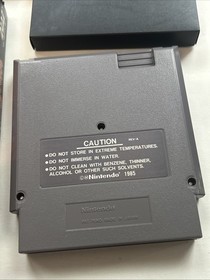 CAUTION
• DO NOT STORE IN EXTREME TEMPERATURES.
• DO NOT IMMERSE IN WATER.
• DO NOT CLEAN WITH BENZENE, THINNER,
ALCOHOL OR OTHER SUCH SOLVENTS.
©® Nintendo® 1985